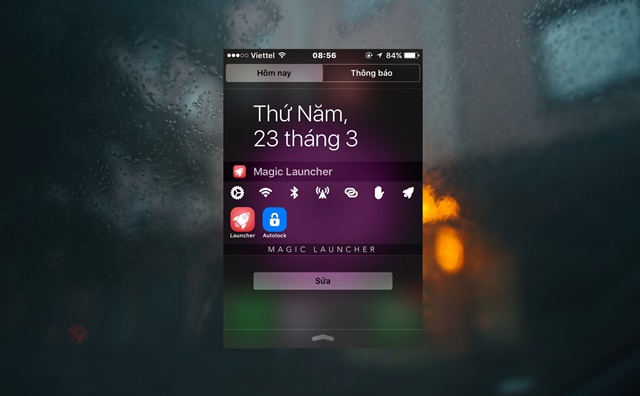 Viettel 08:56 84%
Hôm nay Thông báo
Thứ Năm,
23 tháng 3
Magic Launcher
Launcher Autolock
MAGIC LAUNCHER
Sửa